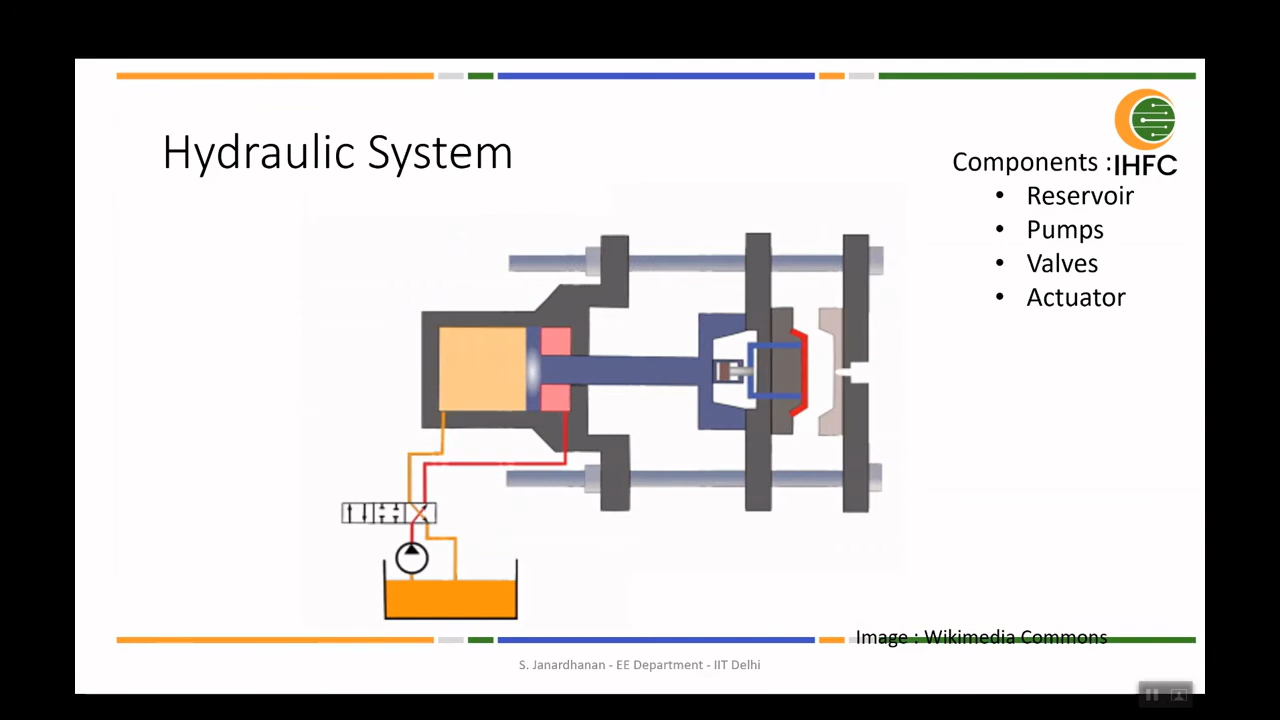 Hydraulic System
Components :
IHFC
• Reservoir
• Pumps
• Valves
• Actuator
Image : Wikimedia Commons
S. Janardhanan - EE Department - IIT Delhi